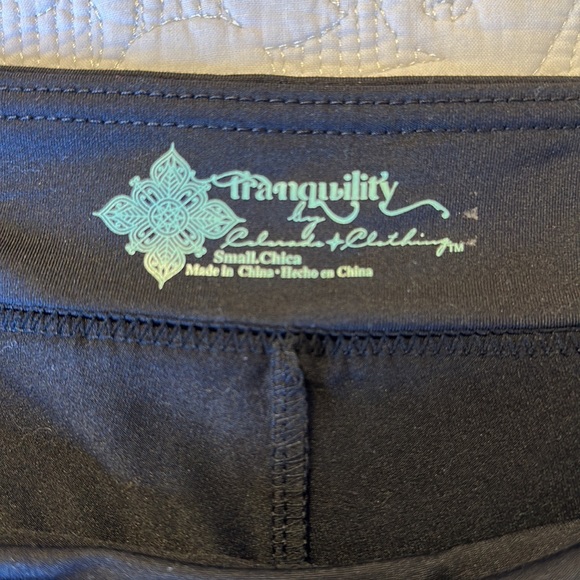 Tranquility
by
Colorado + Clothing™
Small.Chica
Made in China • Hecho en China